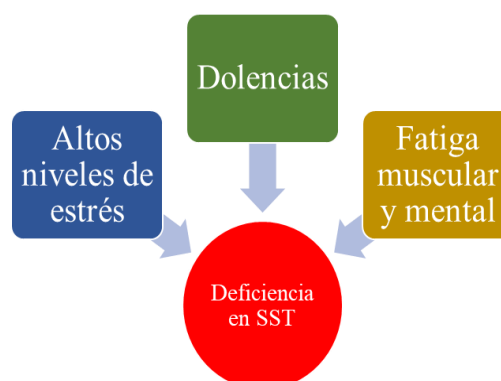 Dolencias
Altos
niveles de
estrés
Fatiga
muscular
y mental
Deficiencia
en SST